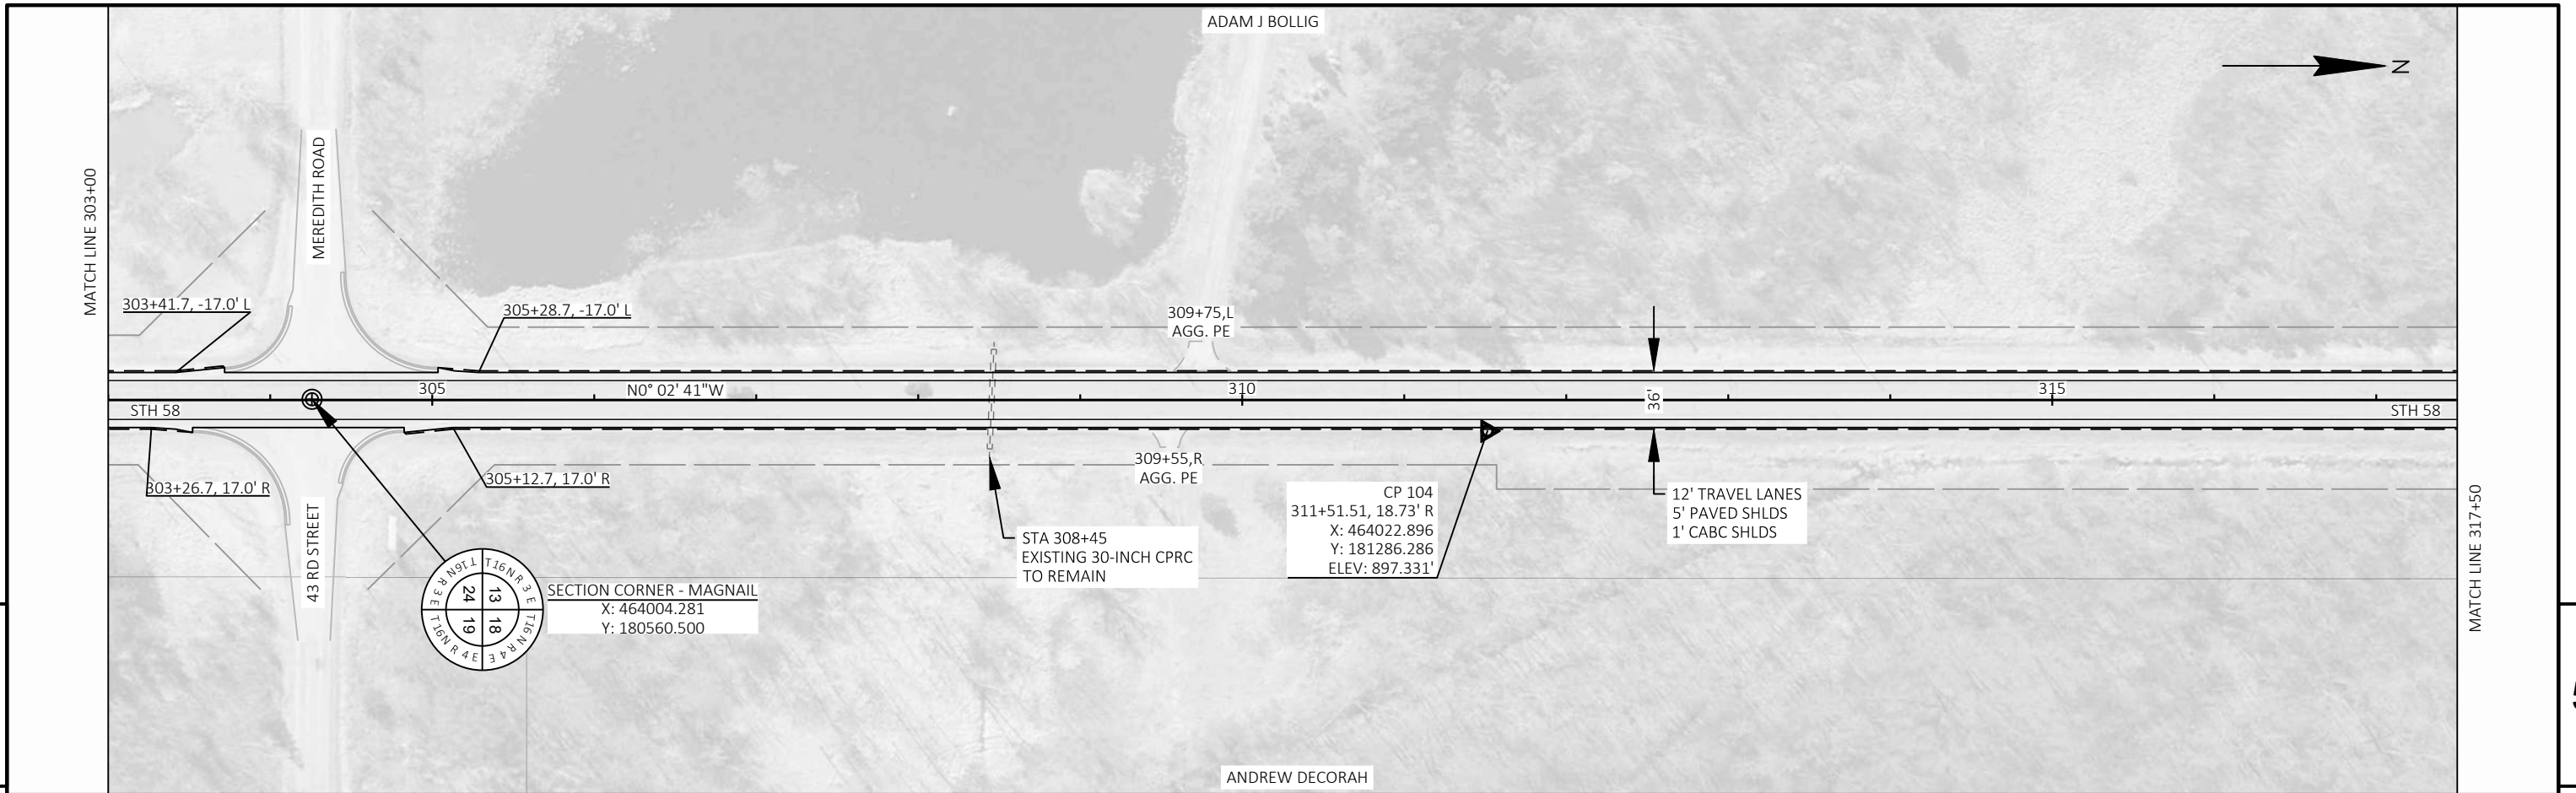 ADAM J BOLLIG
N
MATCH LINE 303+00
MEREDITH ROAD
303+41.7, -17.0' L
305+28.7, -17.0' L
309+75,L
AGG. PE
305
N0° 02' 41"W
310
36'
315
STH 58
STH 58
303+26.7, 17.0' R
305+12.7, 17.0' R
309+55,R
AGG. PE
43 RD STREET
CP 104
311+51.51, 18.73' R
X: 464022.896
Y: 181286.286
ELEV: 897.331'
12' TRAVEL LANES
5' PAVED SHLDS
1' CABC SHLDS
STA 308+45
EXISTING 30-INCH CPRC
TO REMAIN
MATCH LINE 317+50
T16N R 3 E
T16N R 3 E
24
13
19
18
T16N R 4 E
T16N R 4 E
SECTION CORNER - MAGNAIL
X: 464004.281
Y: 180560.500
ANDREW DECORAH